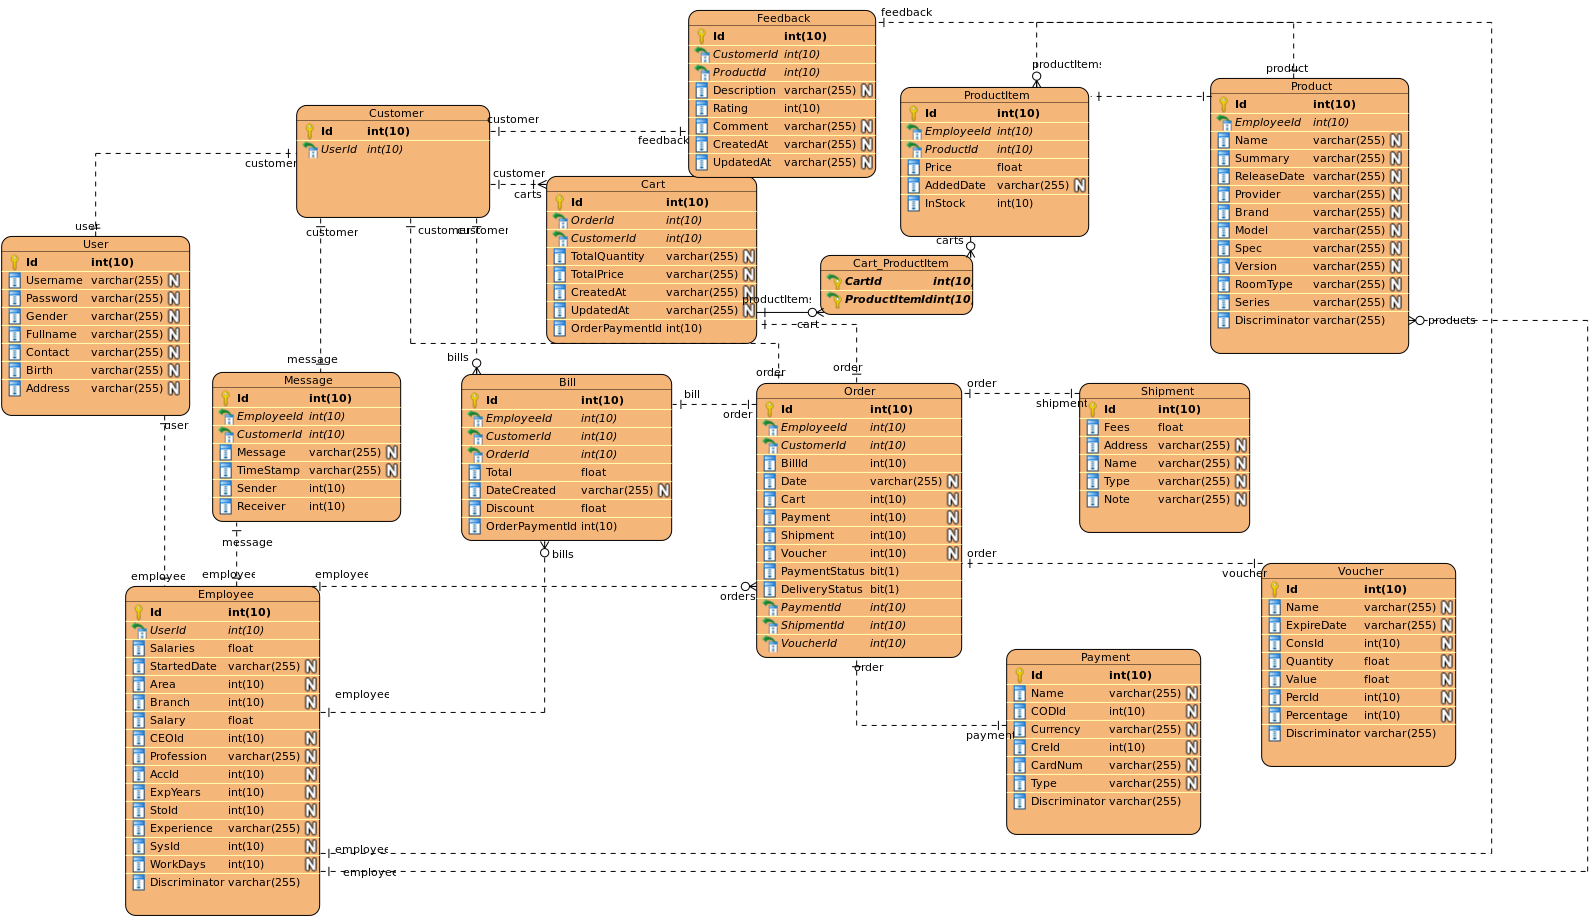 feedback
Feedback
Id int(10)
CustomerId int(10)
ProductId int(10)
Description varchar(255) N
Rating int(10)
Comment varchar(255) N
CreatedAt varchar(255) N
UpdatedAt varchar(255) N
productItems
product
ProductItem
Id int(10)
EmployeeId int(10)
ProductId int(10)
Price float
AddedDate varchar(255) N
InStock int(10)
Product
Id int(10)
EmployeeId int(10)
Name varchar(255) N
Summary varchar(255) N
ReleaseDate varchar(255) N
Provider varchar(255) N
Brand varchar(255) N
Model varchar(255) N
Spec varchar(255) N
Version varchar(255) N
RoomType varchar(255) N
Series varchar(255) N
Discriminator varchar(255)
products
Customer
Id int(10)
UserId int(10)
customer
feedback
customer
carts
customer
user
customer
customer
customer
User
Id int(10)
Username varchar(255) N
Password varchar(255) N
Gender varchar(255) N
Fullname varchar(255) N
Contact varchar(255) N
Birth varchar(255) N
Address varchar(255) N
user
Cart
Id int(10)
OrderId int(10)
CustomerId int(10)
TotalQuantity varchar(255) N
TotalPrice varchar(255) N
CreatedAt varchar(255) N
UpdatedAt varchar(255) N
OrderPaymentId int(10)
carts
Cart_ProductItem
CartId int(10)
ProductItemId int(10)
productItems
cart
message
Message
Id int(10)
EmployeeId int(10)
CustomerId int(10)
Message varchar(255) N
TimeStamp varchar(255) N
Sender int(10)
Receiver int(10)
message
bills
Bill
Id int(10)
EmployeeId int(10)
CustomerId int(10)
OrderId int(10)
Total float
DateCreated varchar(255) N
Discount float
OrderPaymentId int(10)
bills
bill
order
order
order
Order
Id int(10)
EmployeeId int(10)
CustomerId int(10)
BillId int(10)
Date varchar(255) N
Cart int(10) N
Payment int(10) N
Shipment int(10) N
Voucher int(10) N
PaymentStatus bit(1)
DeliveryStatus bit(1)
PaymentId int(10)
ShipmentId int(10)
VoucherId int(10)
order
shipment
Shipment
Id int(10)
Fees float
Address varchar(255) N
Name varchar(255) N
Type varchar(255) N
Note varchar(255) N
order
voucher
Voucher
Id int(10)
Name varchar(255) N
ExpireDate varchar(255) N
ConsId int(10) N
Quantity float N
Value float N
PercId int(10) N
Percentage int(10) N
Discriminator varchar(255)
order
payment
Payment
Id int(10)
Name varchar(255) N
CODId int(10) N
Currency varchar(255) N
CreId int(10) N
CardNum varchar(255) N
Type varchar(255) N
Discriminator varchar(255)
employee
employee
employee
orders
Employee
Id int(10)
UserId int(10)
Salaries float
StartedDate varchar(255) N
Area int(10) N
Branch int(10) N
Salary float
CEOId int(10) N
Profession varchar(255) N
AccId int(10) N
ExpYears int(10) N
StoId int(10) N
Experience varchar(255) N
SysId int(10) N
WorkDays int(10) N
Discriminator varchar(255)
employee
employee
employee